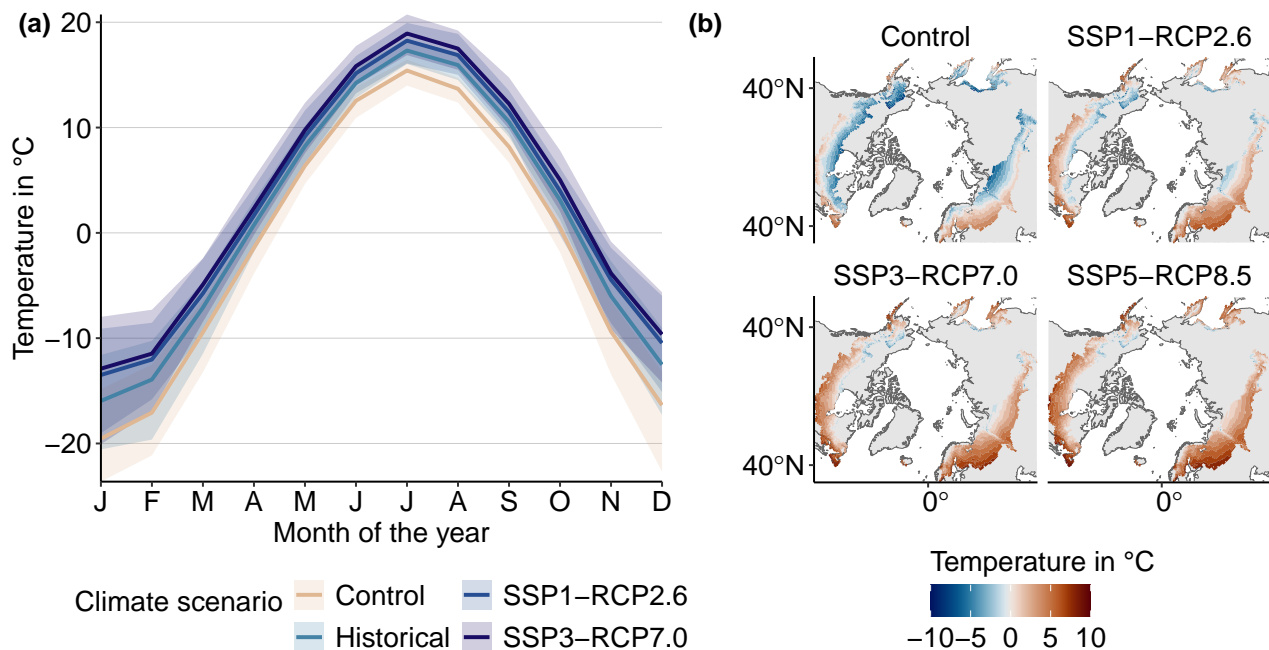 (a)
20
10
0
−10
−20
Temperature in °C
J F M A M J J A S O N D
Month of the year
Climate scenario
Control
SSP1−RCP2.6
Historical
SSP3−RCP7.0
(b)
Control
SSP1−RCP2.6
40°N
40°N
SSP3−RCP7.0
SSP5−RCP8.5
40°N
40°N
0°
0°
Temperature in °C
−10 −5 0 5 10